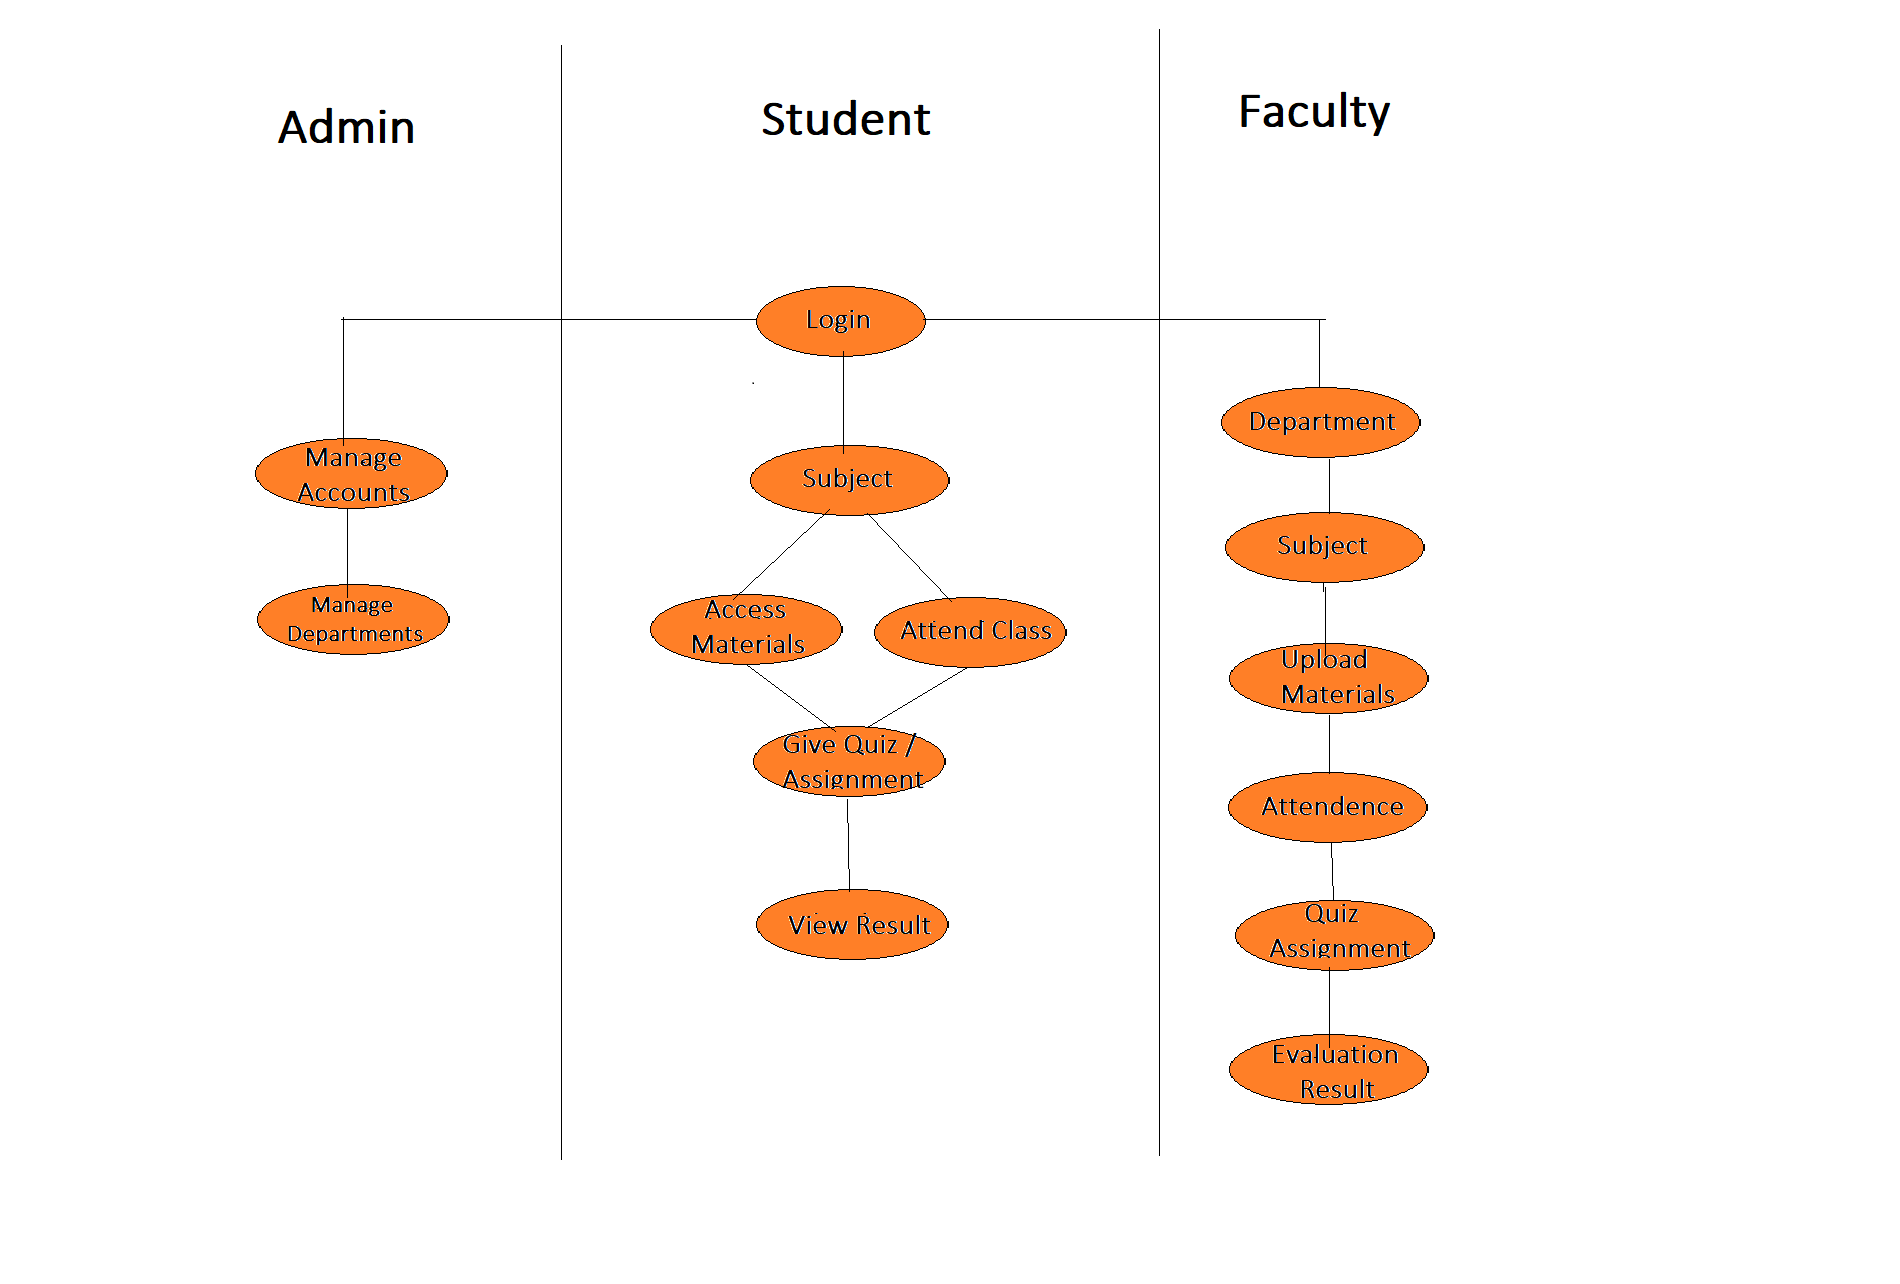 Admin
Student
Faculty
Login
Manage
Accounts
Manage
Departments
Subject
Access
Materials
Attend Class
Give Quiz /
Assignment
View Result
Department
Subject
Upload
Materials
Attendence
Quiz
Assignment
Evaluation
Result